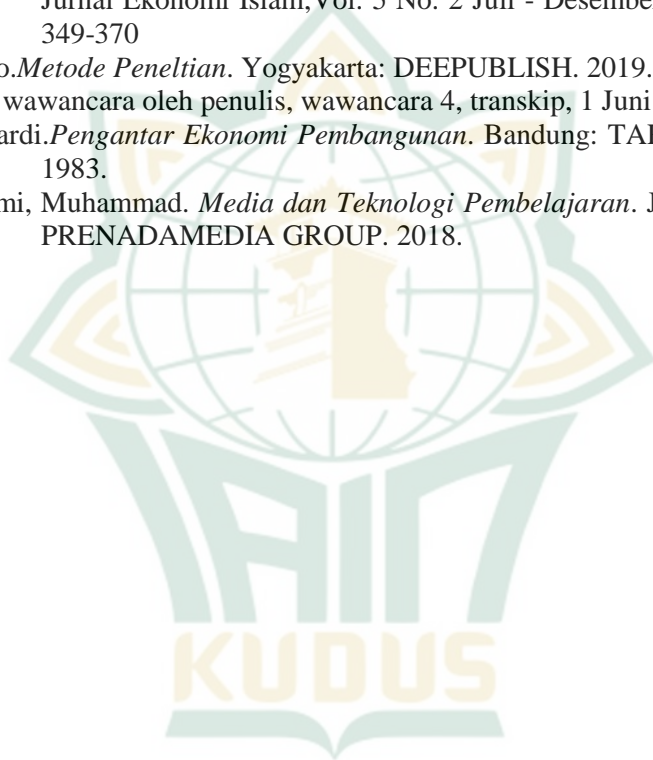 Jurnal Ekonomi Islam,Vol. 5 No. 2 Juli - Desember
349-370
o.Metode Peneltian. Yogyakarta: DEEPUBLISH. 2019.
wawancara oleh penulis, wawancara 4, transkip, 1 Juni
ardi.Pengantar Ekonomi Pembangunan. Bandung: TA
1983.
mi, Muhammad. Media dan Teknologi Pembelajaran. J
PRENADAMEDIA GROUP. 2018.
IAIN
KUDUS